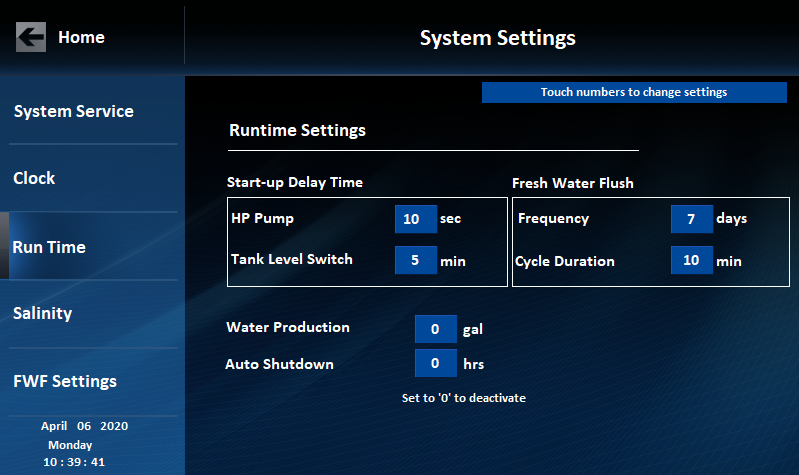 Home
System Settings
Touch numbers to change settings
System Service
Clock
Run Time
Salinity
FWF Settings
April 06 2020
Monday
10 : 39 : 41
Runtime Settings
Start-up Delay Time
HP Pump 10 sec
Tank Level Switch 5 min
Fresh Water Flush
Frequency 7 days
Cycle Duration 10 min
Water Production 0 gal
Auto Shutdown 0 hrs
Set to '0' to deactivate